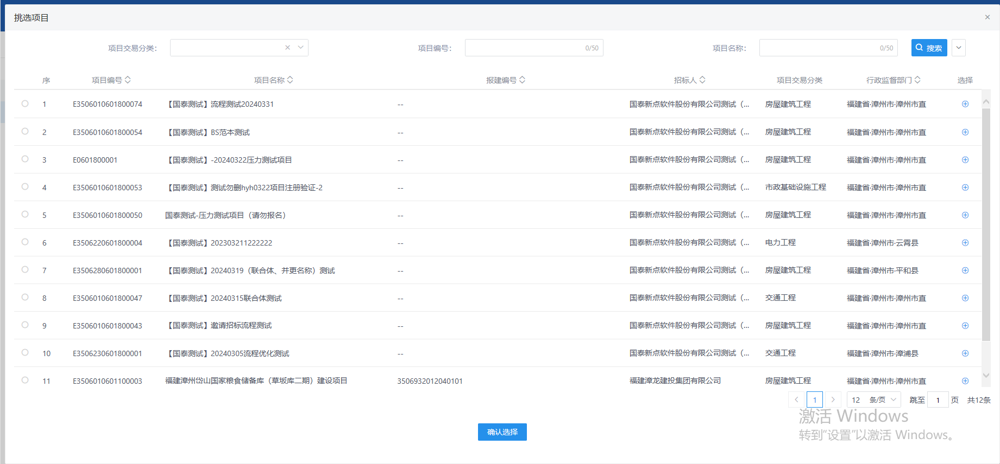 挑选项目
项目交易分类: 项目编号: 0/50 项目名称: 0/50 搜索
序 项目编号 项目名称 报建编号 招标人 项目交易分类 行政监督部门 选择
1 E3506010601800074 【国泰测试】流程测试20240331 -- 国泰新点软件股份有限公司测试（... 房屋建筑工程 福建省·漳州市·漳州市直
2 E3506010601800054 【国泰测试】BS范本测试 -- 国泰新点软件股份有限公司测试（... 房屋建筑工程 福建省·漳州市·漳州市直
3 E0601800001 【国泰测试】-20240322压力测试项目 -- 国泰新点软件股份有限公司测试（... 房屋建筑工程 福建省·漳州市·漳州市直
4 E3506010601800053 【国泰测试】测试勿删hyh0322项目注册验证-2 -- 国泰新点软件股份有限公司测试（... 市政基础设施工程 福建省·漳州市·漳州市直
5 E3506010601800050 国泰测试-压力测试项目（请勿报名） -- 国泰新点软件股份有限公司测试（... 房屋建筑工程 福建省·漳州市·漳州市直
6 E3506220601800004 【国泰测试】202303211222222 -- 国泰新点软件股份有限公司测试（... 电力工程 福建省·漳州市·云霄县
7 E3506280601800001 【国泰测试】20240319（联合体、并更名称）测试 -- 国泰新点软件股份有限公司测试（... 房屋建筑工程 福建省·漳州市·平和县
8 E3506010601800047 【国泰测试】20240315联合体测试 -- 国泰新点软件股份有限公司测试（... 交通工程 福建省·漳州市·漳州市直
9 E3506010601800043 【国泰测试】邀请招标流程测试 -- 国泰新点软件股份有限公司测试（... 房屋建筑工程 福建省·漳州市·漳州市直
10 E3506230601800001 【国泰测试】20240305流程优化测试 -- 国泰新点软件股份有限公司测试（... 交通工程 福建省·漳州市·漳浦县
11 E3506010601100003 福建漳州岱山国家粮食储备库（草坂库二期）建设项目 3506932012040101 福建漳龙建投集团有限公司 房屋建筑工程 福建省·漳州市·漳州市直
1 12 条/页 跳至 1 页 共12条
激活 Windows
转到“设置”以激活 Windows。
确认选择